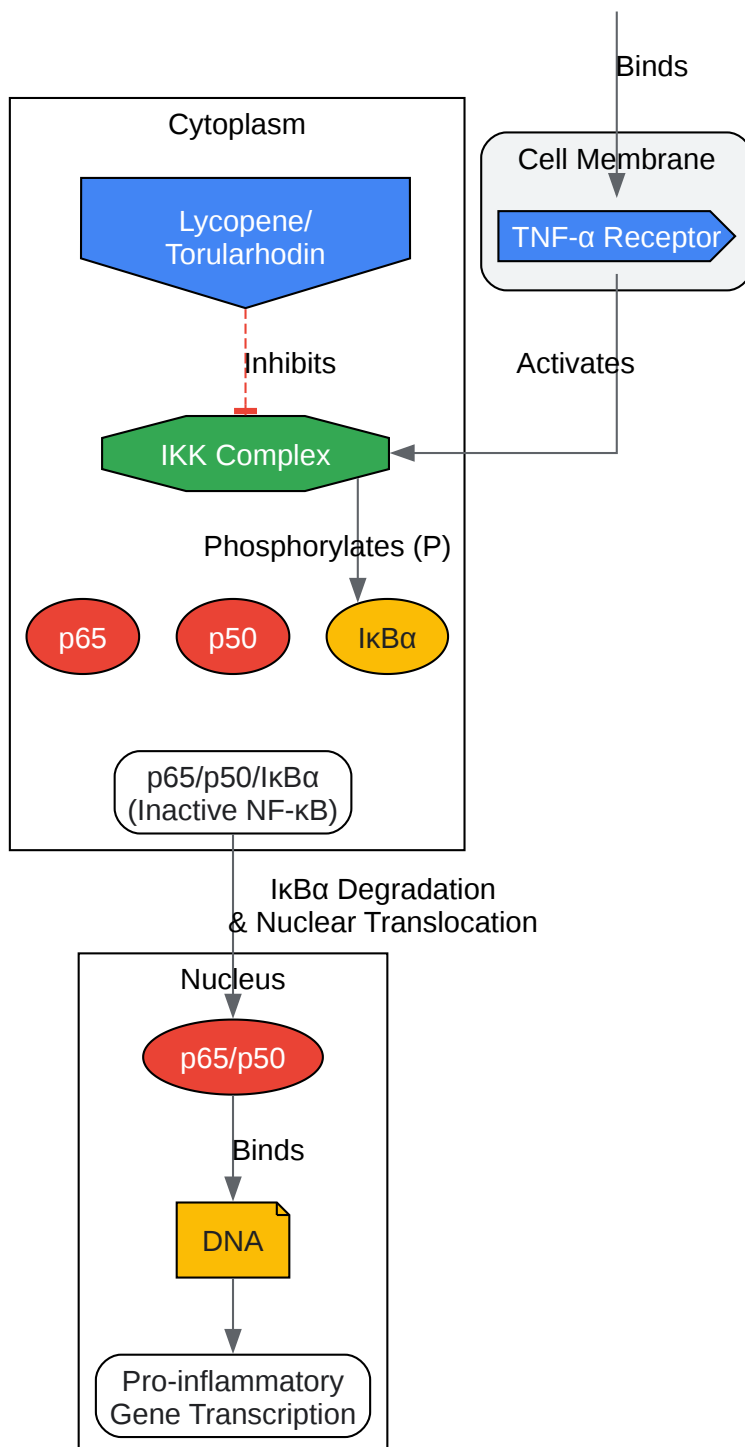 Binds
Cytoplasm
Cell Membrane
Lycopene/
Torularhodin
TNF-α Receptor
Inhibits
Activates
IKK Complex
Phosphorylates (P)
p65
p50
IκBα
p65/p50/IκBα
(Inactive NF-κB)
IκBα Degradation
& Nuclear Translocation
Nucleus
p65/p50
Binds
DNA
Pro-inflammatory
Gene Transcription